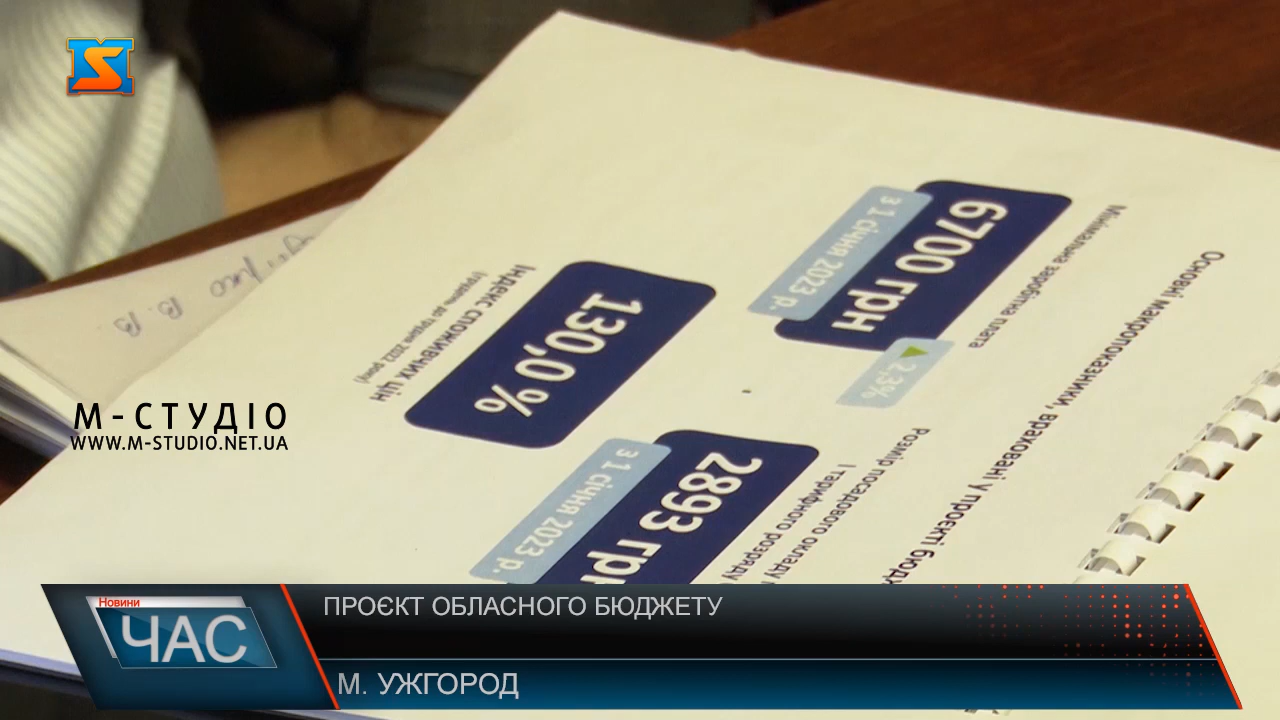 М-СТУДІО
WWW.M-STUDIO.NET.UA
Основні макропоказники, враховані у проєкті
Мінімальна заробітна плата
6700 грн
з 1 січня 2023 р.
2,3%
Розмір посадового окладу
І тарифного розряду
2893 грн
з 1 січня 2023 р.
130,0 %
Індекс споживчих цін
(грудень до грудня 2022 року)
В. В.
Новини
ЧАС
ПРОЄКТ ОБЛАСНОГО БЮДЖЕТУ
М. УЖГОРОД